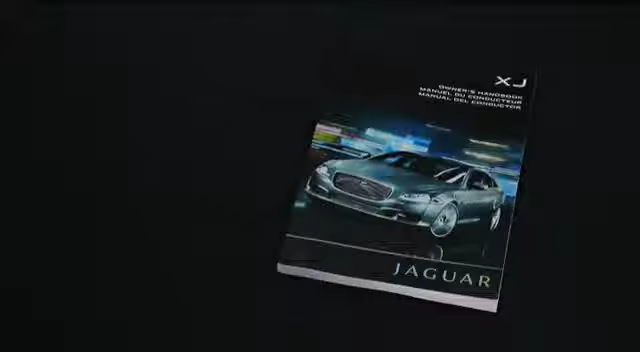 XJ
OWNER'S HANDBOOK
MANUEL DU CONDUCTEUR
MANUAL DEL CONDUCTOR
JAGUAR